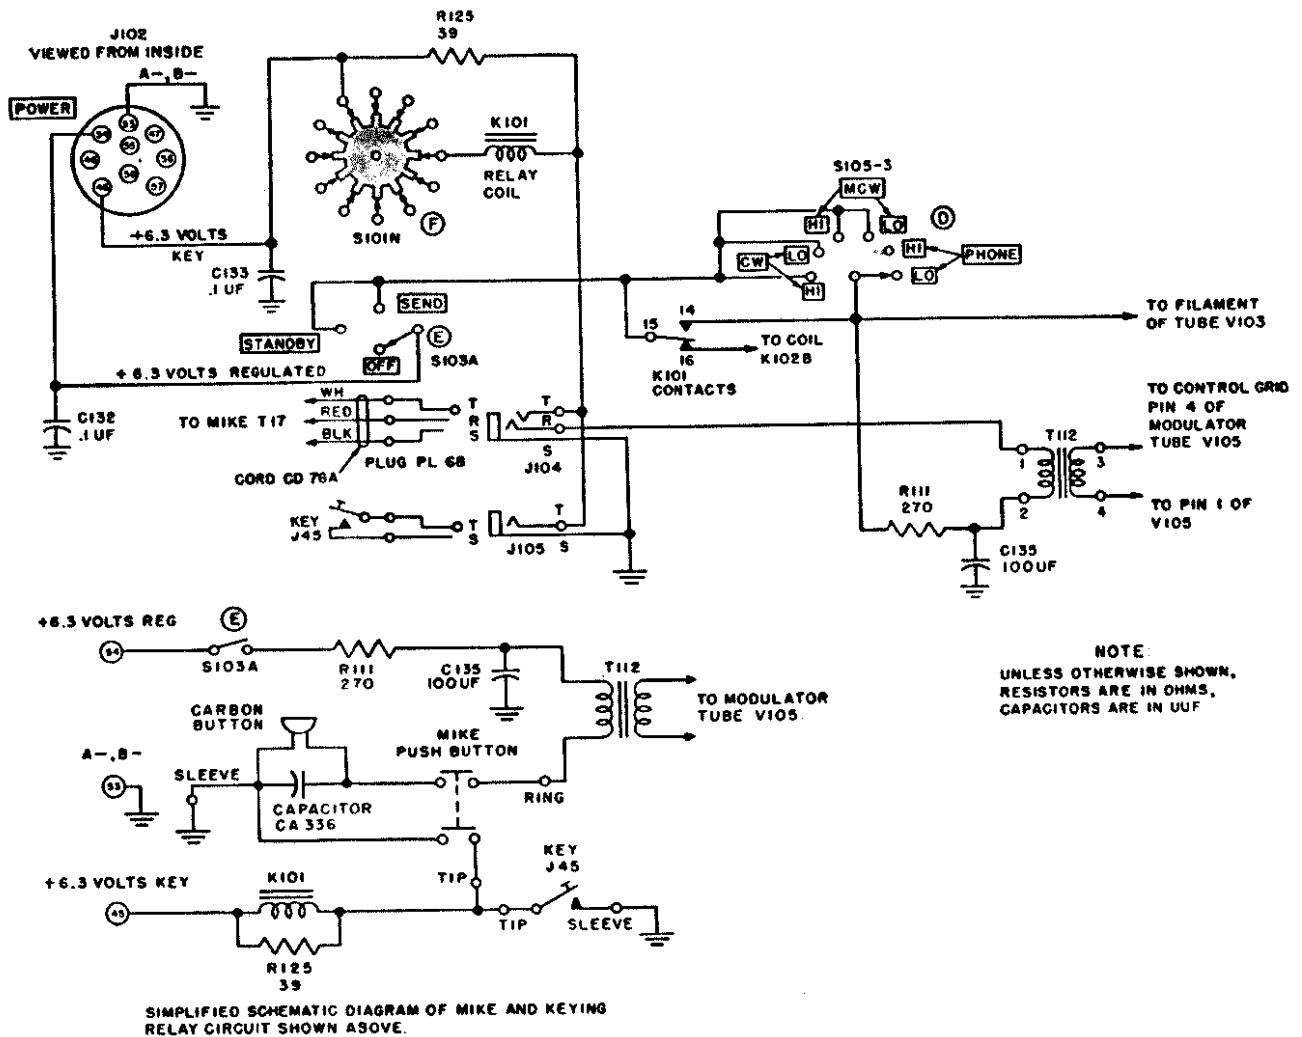 J102
VIEWED FROM INSIDE
A-,B-
POWER
54
53
47
55
46
56
45
57
+6.3 VOLTS
KEY
C133
.1 UF
R125
39
K101
RELAY
COIL
S101N
F
SEND
STANDBY
OFF
E
S103A
+ 6.3 VOLTS REGULATED
C132
.1 UF
TO MIKE T17
WH
RED
BLK
CORD CD 78A
PLUG PL 68
T
R
S
T
R
S
J104
KEY
J45
T
S
J105
T
S
S105-3
MCW
HI
LO
D
CW
LO
HI
HI
LO
PHONE
15
14
16
K101
CONTACTS
TO COIL
K102B
TO FILAMENT
OF TUBE V103
TO CONTROL GRID
PIN 4 OF
MODULATOR
TUBE V105
T112
1
3
2
4
TO PIN 1 OF
V105
R111
270
C135
100UF
+6.3 VOLTS REG
54
E
S103A
R111
270
C135
100UF
T112
TO MODULATOR
TUBE V105
NOTE:
UNLESS OTHERWISE SHOWN,
RESISTORS ARE IN OHMS,
CAPACITORS ARE IN UUF
CARBON
BUTTON
A-,B-
53
SLEEVE
CAPACITOR
CA 336
MIKE
PUSH BUTTON
RING
TIP
+6.3 VOLTS KEY
45
K101
R125
39
KEY
J45
TIP
SLEEVE
SIMPLIFIED SCHEMATIC DIAGRAM OF MIKE AND KEYING
RELAY CIRCUIT SHOWN ABOVE.